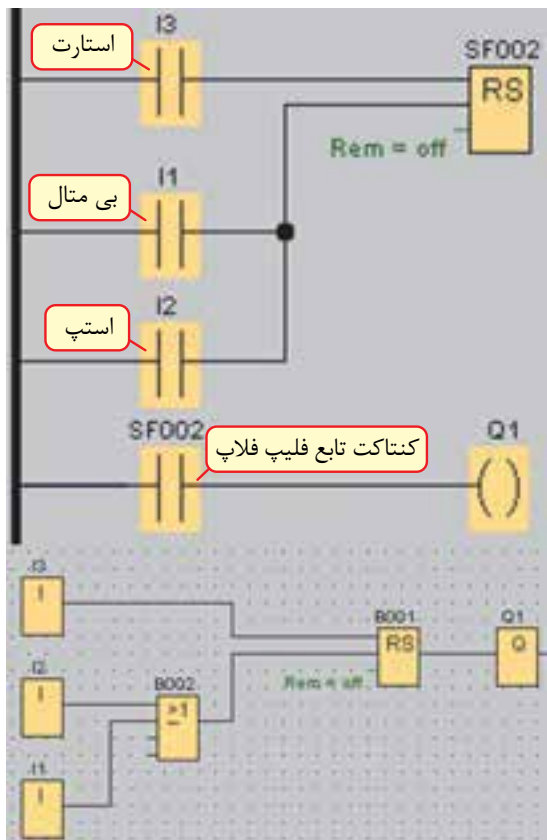 I3
استارت
SF002
RS
Rem = off
I1
بی متال
I2
استپ
SF002
کنتاکت تابع فلیپ فلاپ
Q1
I3
I
B001
RS
Q1
Q
Rem = off
I2
I
B002
≥1
I1
I